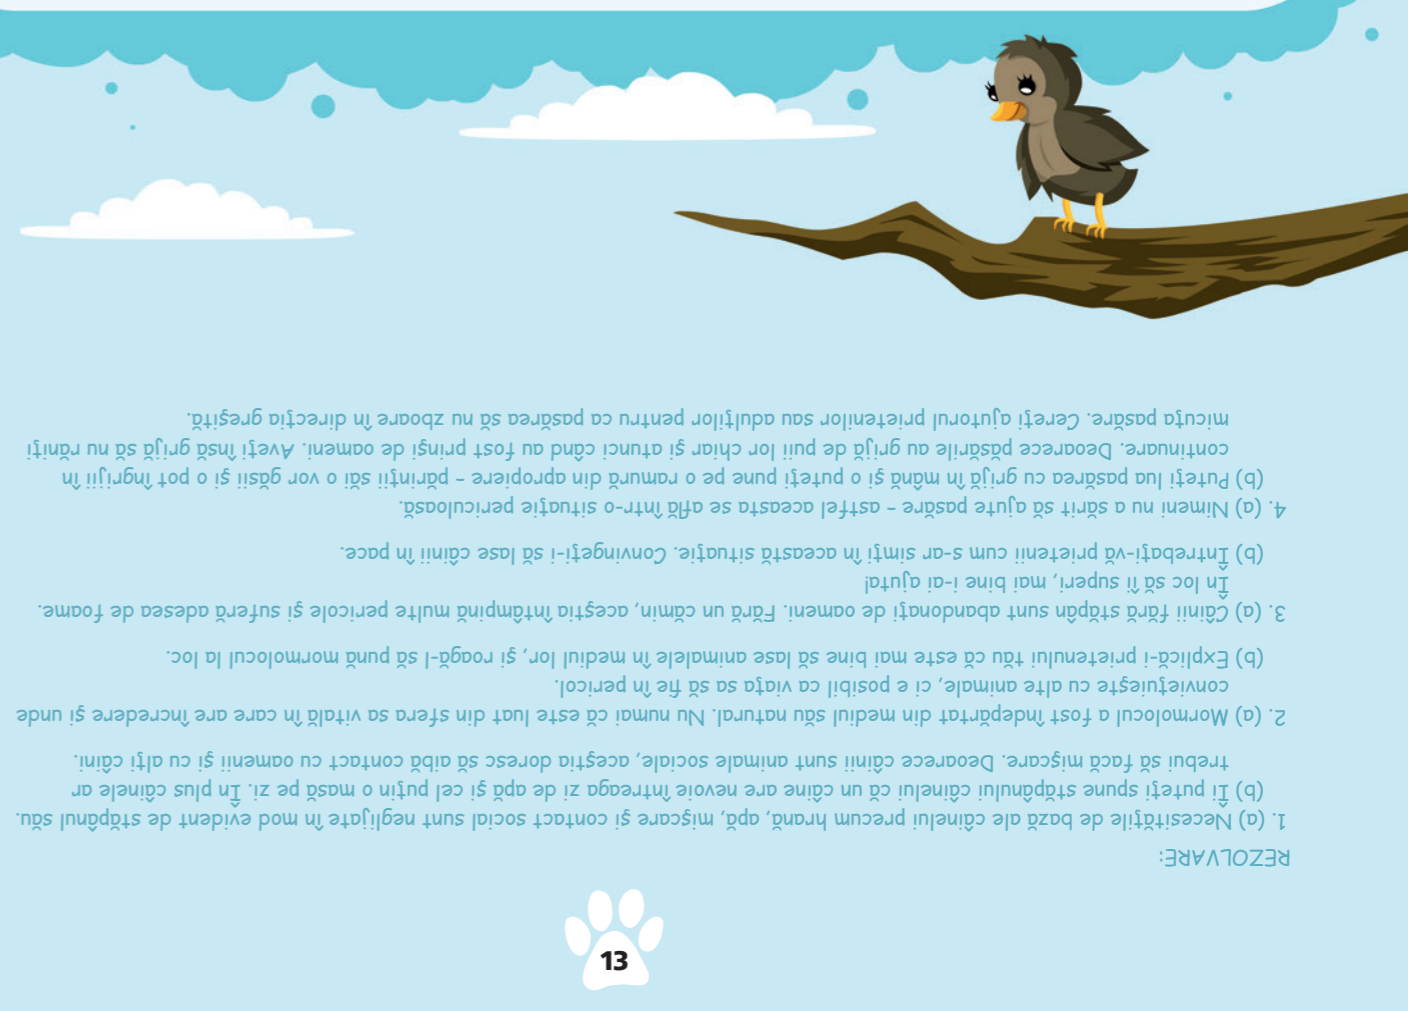 REZOLVARE:
1. (a) Necesitățile de bază ale câinelui precum hrană, apă, mișcare și contact social sunt neglijate în mod evident de stăpânul său.
(b) Îi puteți spune stăpânului câinelui că un câine are nevoie întreaga zi de apă și cel puțin o masă pe zi. În plus câinele ar
trebui să facă mișcare. Deoarece câinii sunt animale sociale, aceștia doresc să aibă contact cu oamenii și cu alți câini.
2. (a) Mormolocul a fost îndepărtat din mediul său natural. Nu numai că este luat din sfera sa vitală în care are încredere și unde
conviețuiește cu alte animale, ci e posibil ca viața sa să fie în pericol.
(b) Explică-i prietenului tău că este mai bine să lase animalele în mediul lor, și roagă-l să pună mormolocul la loc.
3. (a) Câinii fără stăpân sunt abandonați de oameni. Fără un cămin, aceștia întâmpină multe pericole și suferă adesea de foame.
În loc să îi superi, mai bine i-ai ajuta!
(b) Întrebați-vă prietenii cum s-ar simți în această situație. Convingeți-i să lase câinii în pace.
4. (a) Nimeni nu a sărit să ajute pasăre – astfel aceasta se află într-o situație periculoasă.
(b) Puteți lua pasărea cu grijă în mână și o puteți pune pe o ramură din apropiere – părinții săi o vor găsii și o pot îngrijii în
continuare. Deoarece păsările au grijă de puii lor chiar și atunci când au fost prinși de oameni. Aveți însă grijă să nu răniți
micuța pasăre. Cereți ajutorul prietenilor sau adulților pentru ca pasărea să nu zboare în direcția greșită.
13